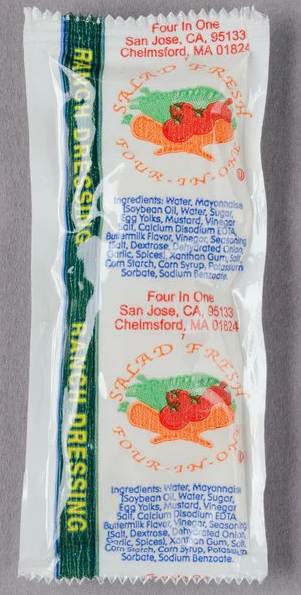 Four In One
San Jose, CA, 95133
Chelmsford, MA 01824
SALAD FRESH
FOUR-IN-ONE
Ingredients: Water, Mayonnaise
(Soybean Oil, Water, Sugar,
Egg Yolks, Mustard, Vinegar
Salt, Calcium Disodium EDTA,
Buttermilk Flavor, Vinegar, Seasoning
(Salt, Dextrose, Dehydrated Onion,
Garlic, Spices), Xanthan Gum, Salt,
Corn Starch, Corn Syrup, Potassium
Sorbate, Sodium Benzoate.
RANCH DRESSING
Four In One
San Jose, CA, 95133
Chelmsford, MA 01824
7
SALAD FRESH
FOUR-IN-ONE
Ingredients: Water, Mayonnaise
(Soybean Oil, Water, Sugar,
Egg Yolks, Mustard, Vinegar
Salt, Calcium Disodium EDTA,
Buttermilk Flavor, Vinegar, Seasoning
(Salt, Dextrose, Dehydrated Onion,
Garlic, Spices), Xanthan Gum, Salt,
Corn Starch, Corn Syrup, Potassium
Sorbate, Sodium Benzoate.
RANCH DRESSING